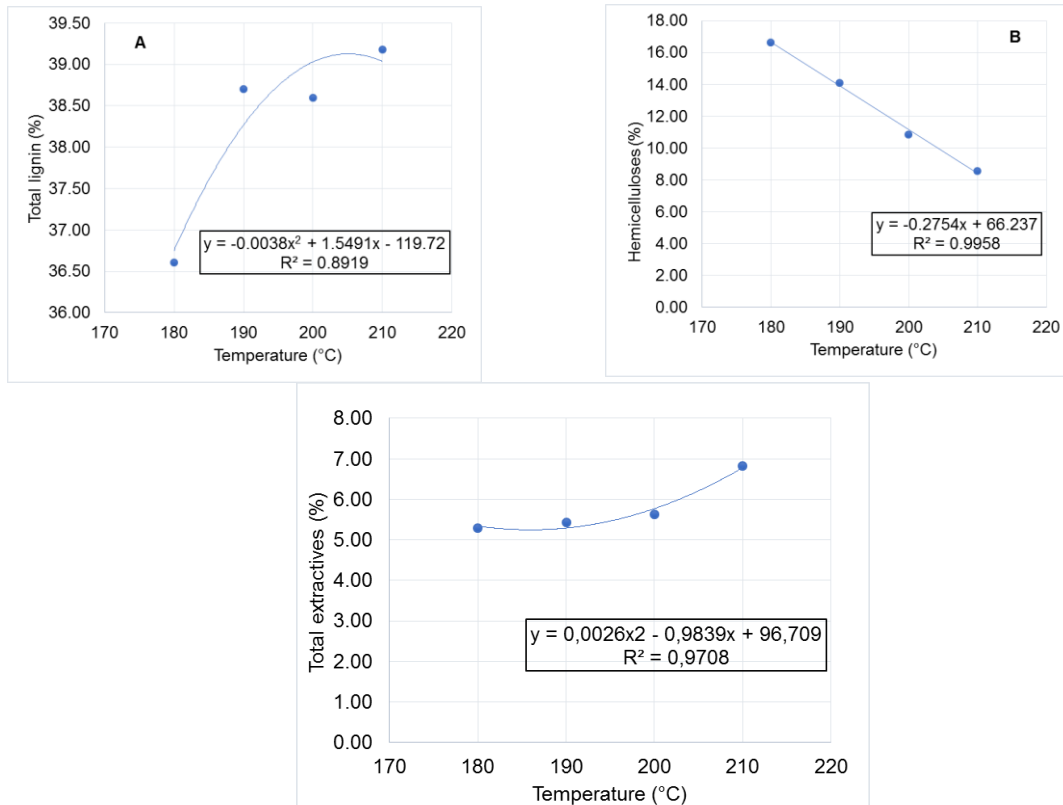 A
Total lignin (%)
39.50
39.00
38.50
38.00
37.50
37.00
36.50
36.00
y = -0.0038x² + 1.5491x - 119.72
R² = 0.8919
170 180 190 200 210 220
Temperature (°C)
B
Hemicelluloses (%)
18.00
16.00
14.00
12.00
10.00
8.00
6.00
4.00
2.00
0.00
y = -0.2754x + 66.237
R² = 0.9958
170 180 190 200 210 220
Temperature (°C)
Total extractives (%)
8.00
7.00
6.00
5.00
4.00
3.00
2.00
1.00
0.00
y = 0,0026x2 - 0,9839x + 96,709
R² = 0,9708
170 180 190 200 210 220
Temperature (°C)